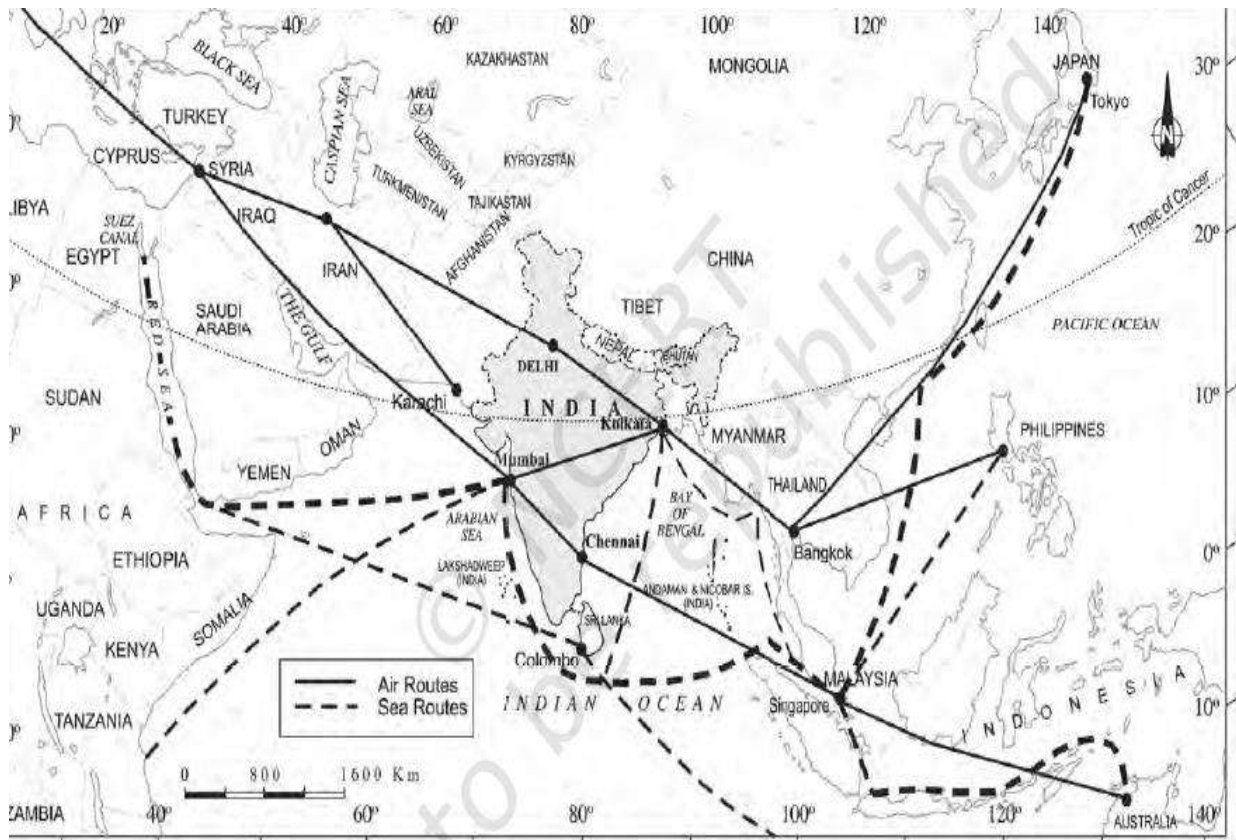 20°
40°
60°
80°
100°
120°
140°
BLACK SEA
KAZAKHASTAN
MONGOLIA
JAPAN
30°
ARAL
SEA
Tokyo
TURKEY
CASPIAN SEA
UZBEKISTAN
N
CYPRUS
SYRIA
KYRGYZSTAN
TURKMENISTAN
TAJIKASTAN
LIBYA
IRAQ
SUEZ
CANAL
AFGHANISTAN
Tropic of Cancer
20°
EGYPT
IRAN
CHINA
SAUDI
ARABIA
THE GULF
TIBET
PACIFIC OCEAN
RED SEA
NEPAL
BHUTAN
DELHI
SUDAN
Karachi
INDIA
10°
Kolkata
MYANMAR
PHILIPPINES
OMAN
YEMEN
Mumbai
THAILAND
BAY
OF
BENGAL
AFRICA
ARABIAN
SEA
Chennai
Bangkok
0°
ETHIOPIA
LAKSHADWEEP
(INDIA)
ANDAMAN & NICOBAR IS.
(INDIA)
UGANDA
SOMALIA
SRI LANKA
KENYA
Colombo
MALAYSIA
Air Routes
Sea Routes
INDIAN OCEAN
Singapore
INDONESIA
10°
TANZANIA
0 800 1600 Km
ZAMBIA
40°
60°
80°
100°
120°
140°
AUSTRALIA
© NCERT
to be republished